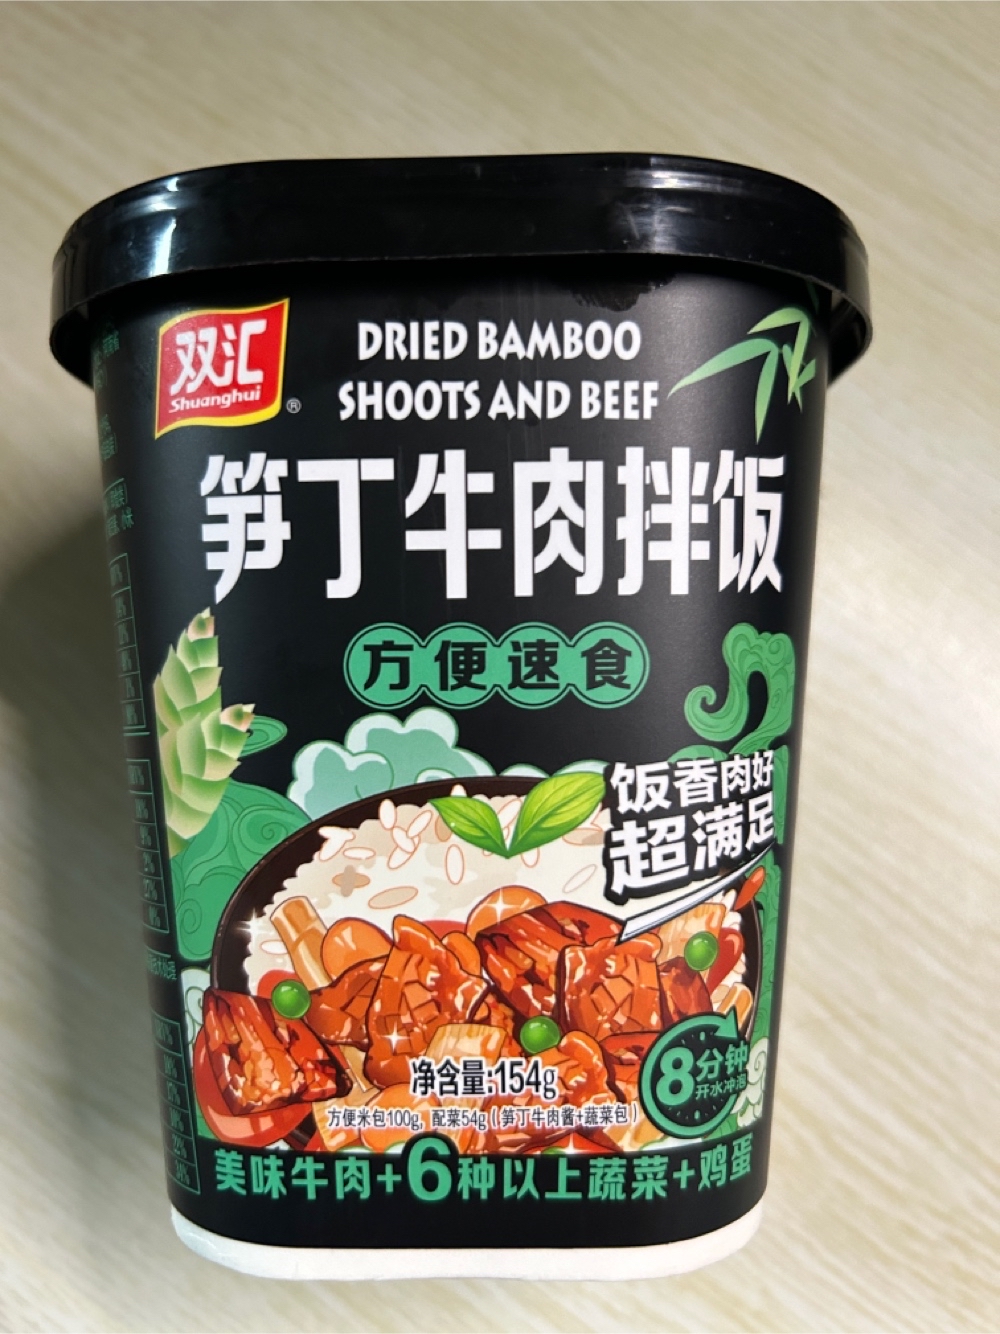 双汇
Shuanghui®
DRIED BAMBOO
SHOOTS AND BEEF
笋丁牛肉拌饭
方便速食
饭香肉好
超满足
净含量:154g
方便米包100g, 配菜54g(笋丁牛肉酱+蔬菜包)
8分钟
开水冲泡
美味牛肉+6种以上蔬菜+鸡蛋